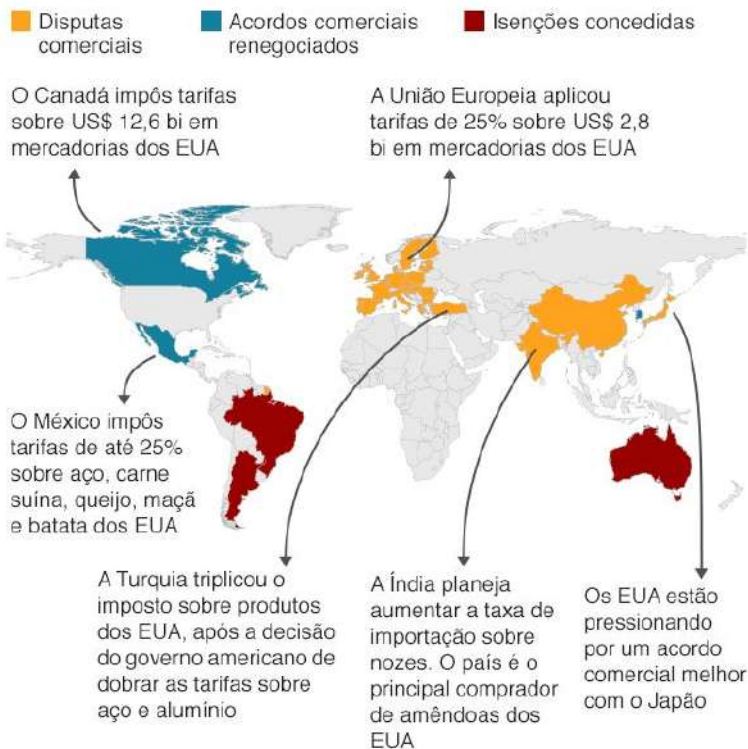 Disputas
comerciais
Acordos comerciais
renegociados
Isenções concedidas
O Canadá impôs tarifas
sobre US$ 12,6 bi em
mercadorias dos EUA
A União Europeia aplicou
tarifas de 25% sobre US$ 2,8
bi em mercadorias dos EUA
O México impôs
tarifas de até 25%
sobre aço, carne
suína, queijo, maçã
e batata dos EUA
A Turquia triplicou o
imposto sobre produtos
dos EUA, após a decisão
do governo americano de
dobrar as tarifas sobre
aço e alumínio
A Índia planeja
aumentar a taxa de
importação sobre
nozes. O país é o
principal comprador
de amêndoas dos
EUA
Os EUA estão
pressionando
por um acordo
comercial melhor
com o Japão